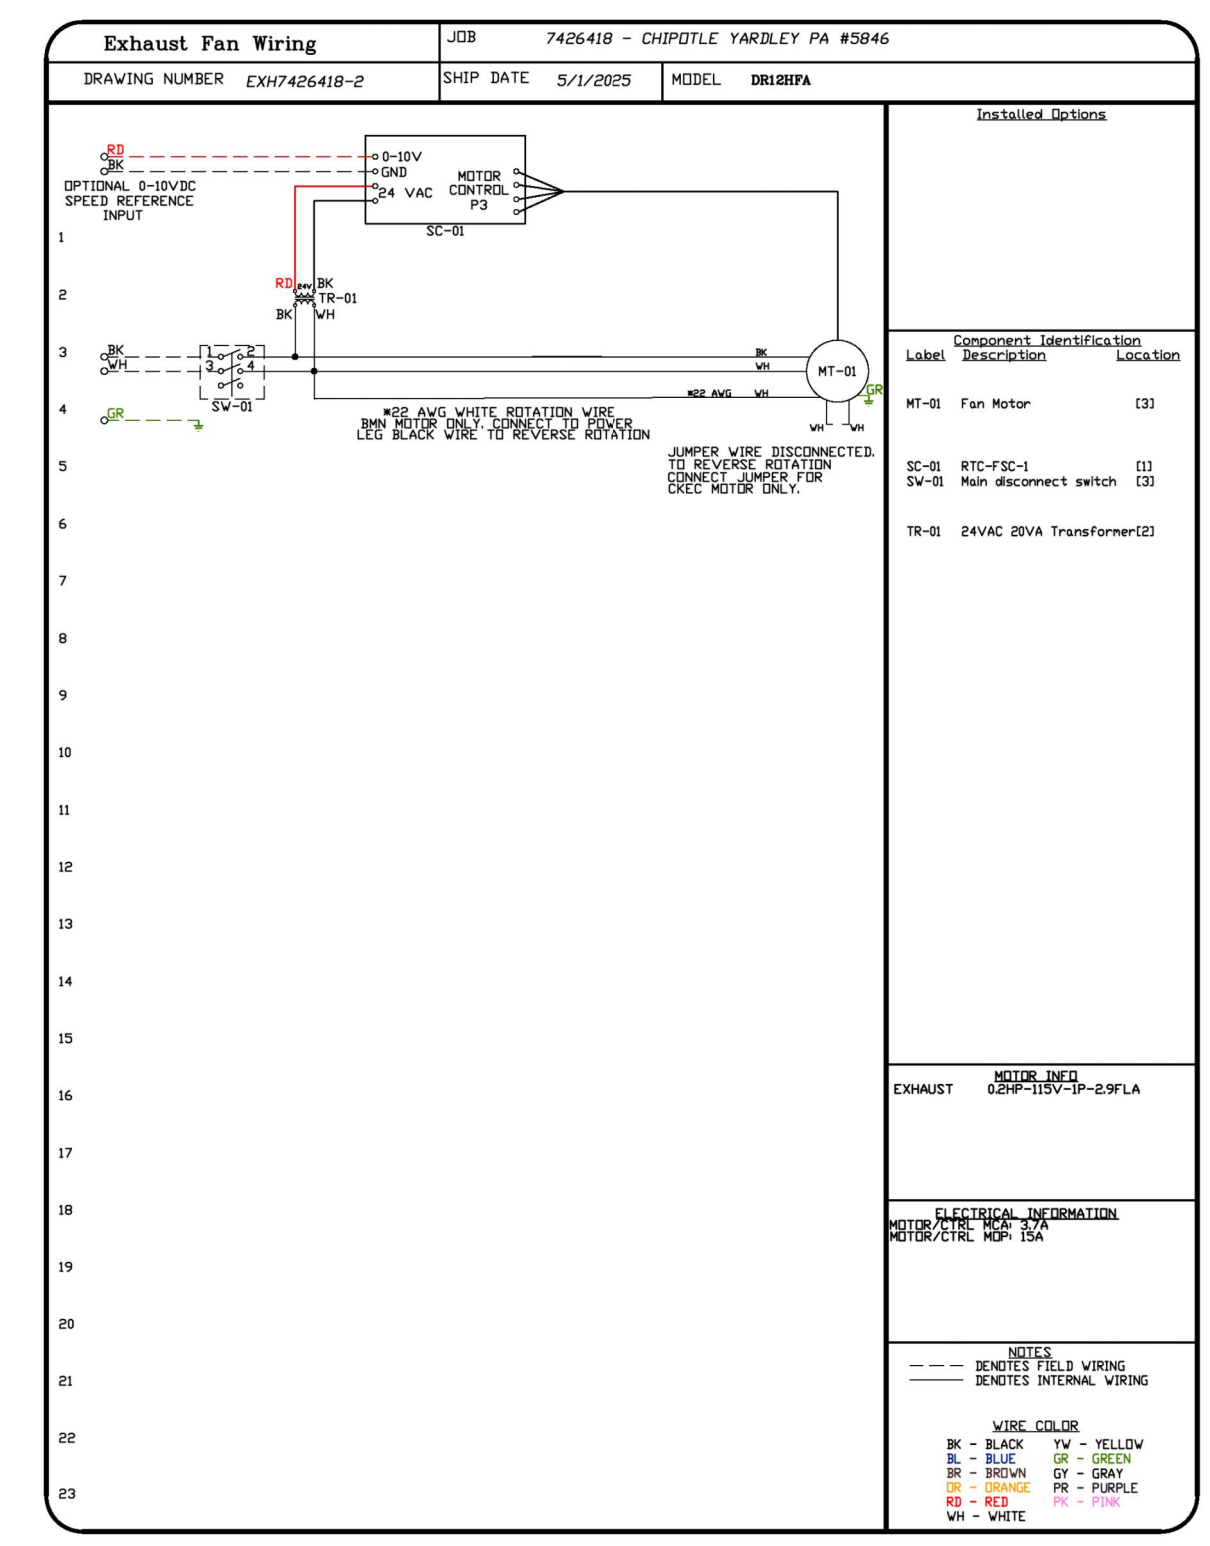 Exhaust Fan Wiring
JOB 7426418 - CHIPOTLE YARDLEY PA #5846
DRAWING NUMBER EXH7426418-2
SHIP DATE 5/1/2025
MODEL DR12HFA
RD
BK
OPTIONAL 0-10VDC
SPEED REFERENCE
INPUT
0-10V
GND
24 VAC
MOTOR
CONTROL
P3
SC-01
1
2
RD 24V BK
TR-01
BK WH
3
BK
WH
1 2
3 4
SW-01
BK
WH
MT-01
*22 AWG WH
GR
WH WH
4
GR
*22 AWG WHITE ROTATION WIRE
BMN MOTOR ONLY. CONNECT TO POWER
LEG BLACK WIRE TO REVERSE ROTATION
JUMPER WIRE DISCONNECTED.
TO REVERSE ROTATION
CONNECT JUMPER FOR
CKEC MOTOR ONLY.
5
6
7
8
9
10
11
12
13
14
15
16
17
18
19
20
21
22
23
Installed Options
Component Identification
Label Description Location
MT-01 Fan Motor [3]
SC-01 RTC-FSC-1 [1]
SW-01 Main disconnect switch [3]
TR-01 24VAC 20VA Transformer[2]
MOTOR INFO
EXHAUST 0.2HP-115V-1P-2.9FLA
ELECTRICAL INFORMATION
MOTOR/CTRL MCA: 3.7A
MOTOR/CTRL MOP: 15A
NOTES
DENOTES FIELD WIRING
DENOTES INTERNAL WIRING
WIRE COLOR
BK - BLACK YW - YELLOW
BL - BLUE GR - GREEN
BR - BROWN GY - GRAY
OR - ORANGE PR - PURPLE
RD - RED PK - PINK
WH - WHITE